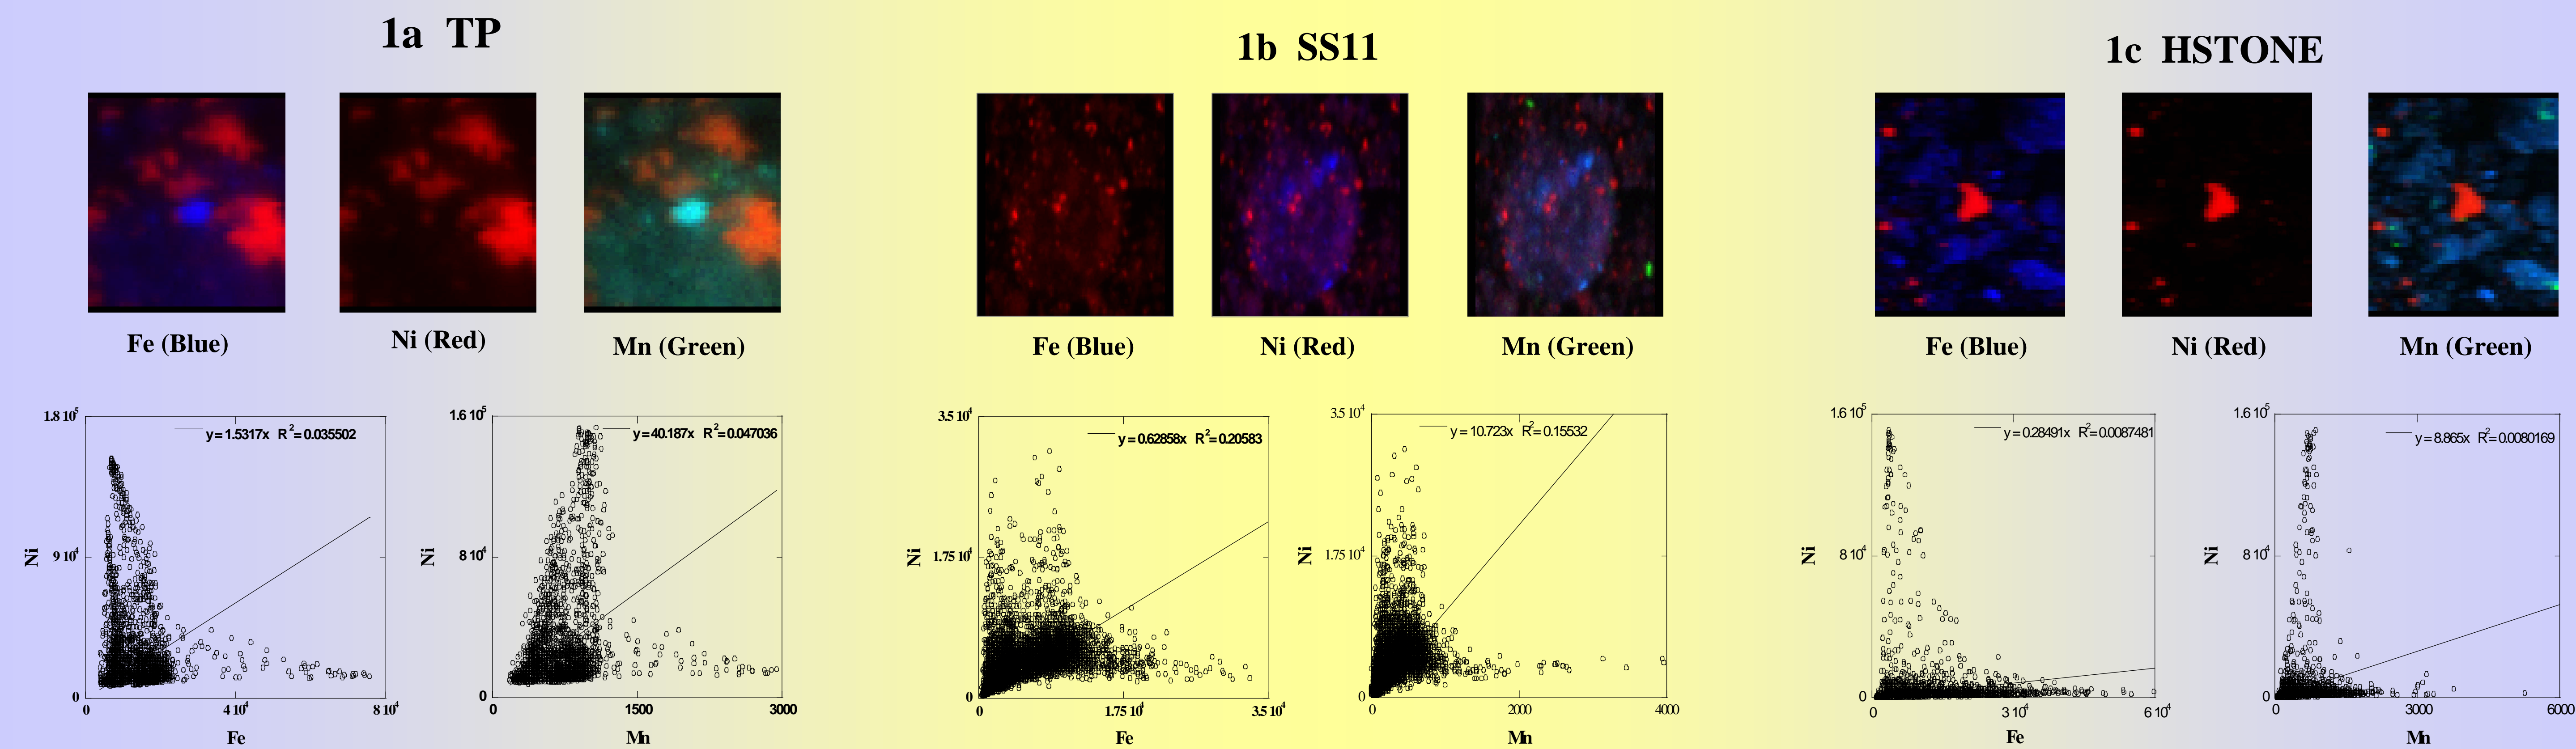 1a TP
1b SS11
1c HSTONE
Fe (Blue)
Ni (Red)
Mn (Green)
Fe (Blue)
Ni (Red)
Mn (Green)
Fe (Blue)
Ni (Red)
Mn (Green)
1.8 10^5
9 10^4
0
Ni
y = 1.5317x R^2 = 0.035502
0
4 10^4
8 10^4
Fe
1.6 10^5
8 10^4
0
Ni
y = 40.187x R^2 = 0.047036
0
1500
3000
Mn
3.5 10^4
1.75 10^4
0
Ni
y = 0.62858x R^2 = 0.20583
0
1.75 10^4
3.5 10^4
Fe
3.5 10^4
1.75 10^4
0
Ni
y = 10.723x R^2 = 0.15532
0
2000
4000
Mn
1.6 10^5
8 10^4
0
Ni
y = 0.28491x R^2 = 0.0087481
0
3 10^4
6 10^4
Fe
1.6 10^5
8 10^4
0
Ni
y = 8.865x R^2 = 0.0080169
0
3000
6000
Mn